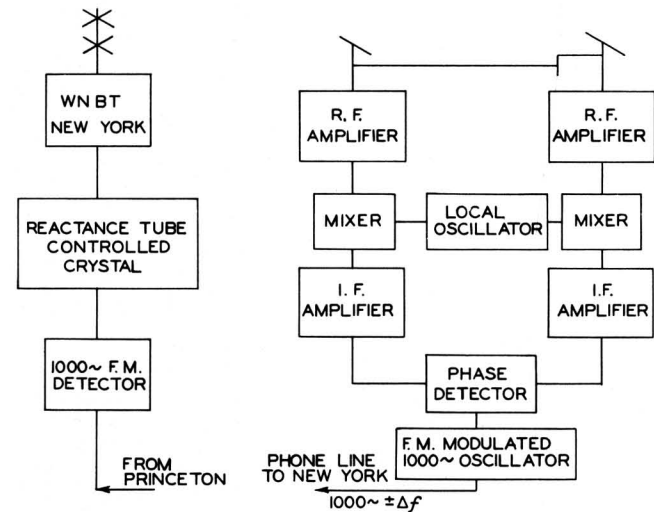 WNBT
NEW YORK
REACTANCE TUBE
CONTROLLED
CRYSTAL
1000~ F.M.
DETECTOR
FROM
PRINCETON
R.F.
AMPLIFIER
R.F.
AMPLIFIER
MIXER
LOCAL
OSCILLATOR
MIXER
I.F.
AMPLIFIER
I.F.
AMPLIFIER
PHASE
DETECTOR
F.M. MODULATED
1000~ OSCILLATOR
PHONE LINE
TO NEW YORK
1000~ ±Δf